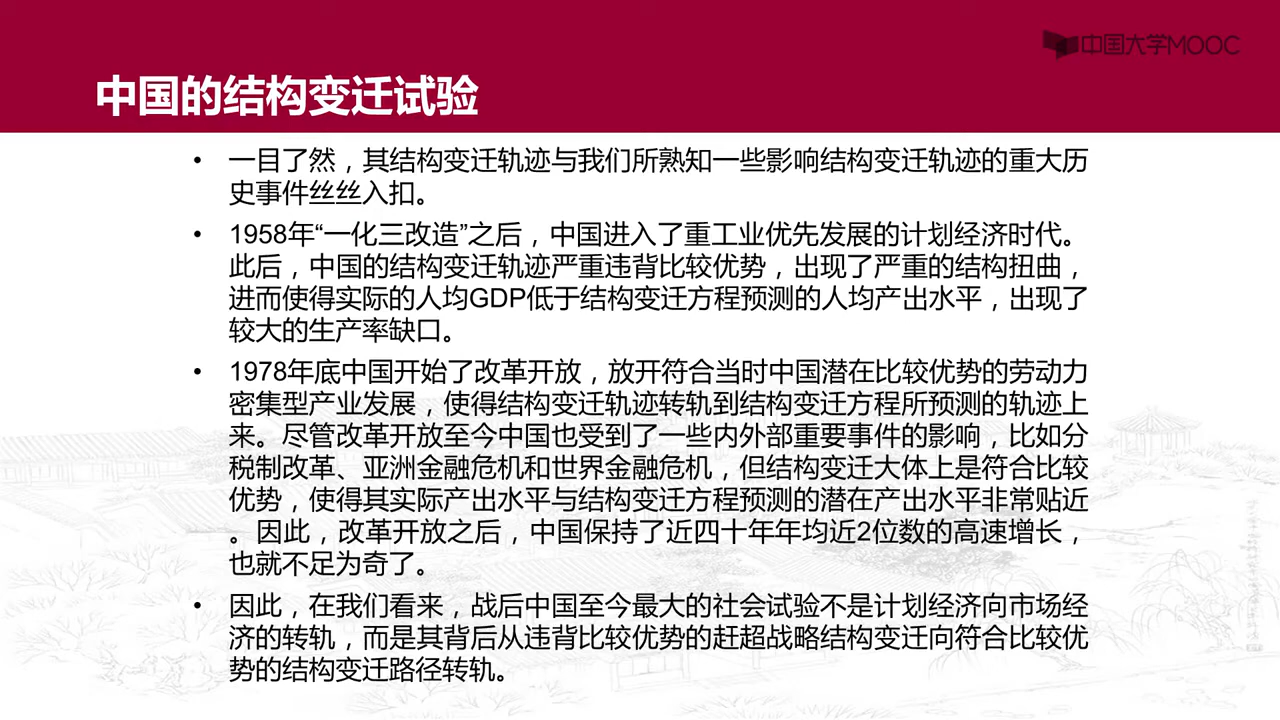 中国大学MOOC
中国的结构变迁试验
• 一目了然，其结构变迁轨迹与我们所熟知一些影响结构变迁轨迹的重大历
史事件丝丝入扣。
• 1958年“一化三改造”之后，中国进入了重工业优先发展的计划经济时代。
此后，中国的结构变迁轨迹严重违背比较优势，出现了严重的结构扭曲，
进而使得实际的人均GDP低于结构变迁方程预测的人均产出水平，出现了
较大的生产率缺口。
• 1978年底中国开始了改革开放，放开符合当时中国潜在比较优势的劳动力
密集型产业发展，使得结构变迁轨迹转轨到结构变迁方程所预测的轨迹上
来。尽管改革开放至今中国也受到了一些内外部重要事件的影响，比如分
税制改革、亚洲金融危机和世界金融危机，但结构变迁大体上是符合比较
优势，使得其实际产出水平与结构变迁方程预测的潜在产出水平非常贴近
。因此，改革开放之后，中国保持了近四十年年均近2位数的高速增长，
也就不足为奇了。
• 因此，在我们看来，战后中国至今最大的社会试验不是计划经济向市场经
济的转轨，而是其背后从违背比较优势的赶超战略结构变迁向符合比较优
势的结构变迁路径转轨。